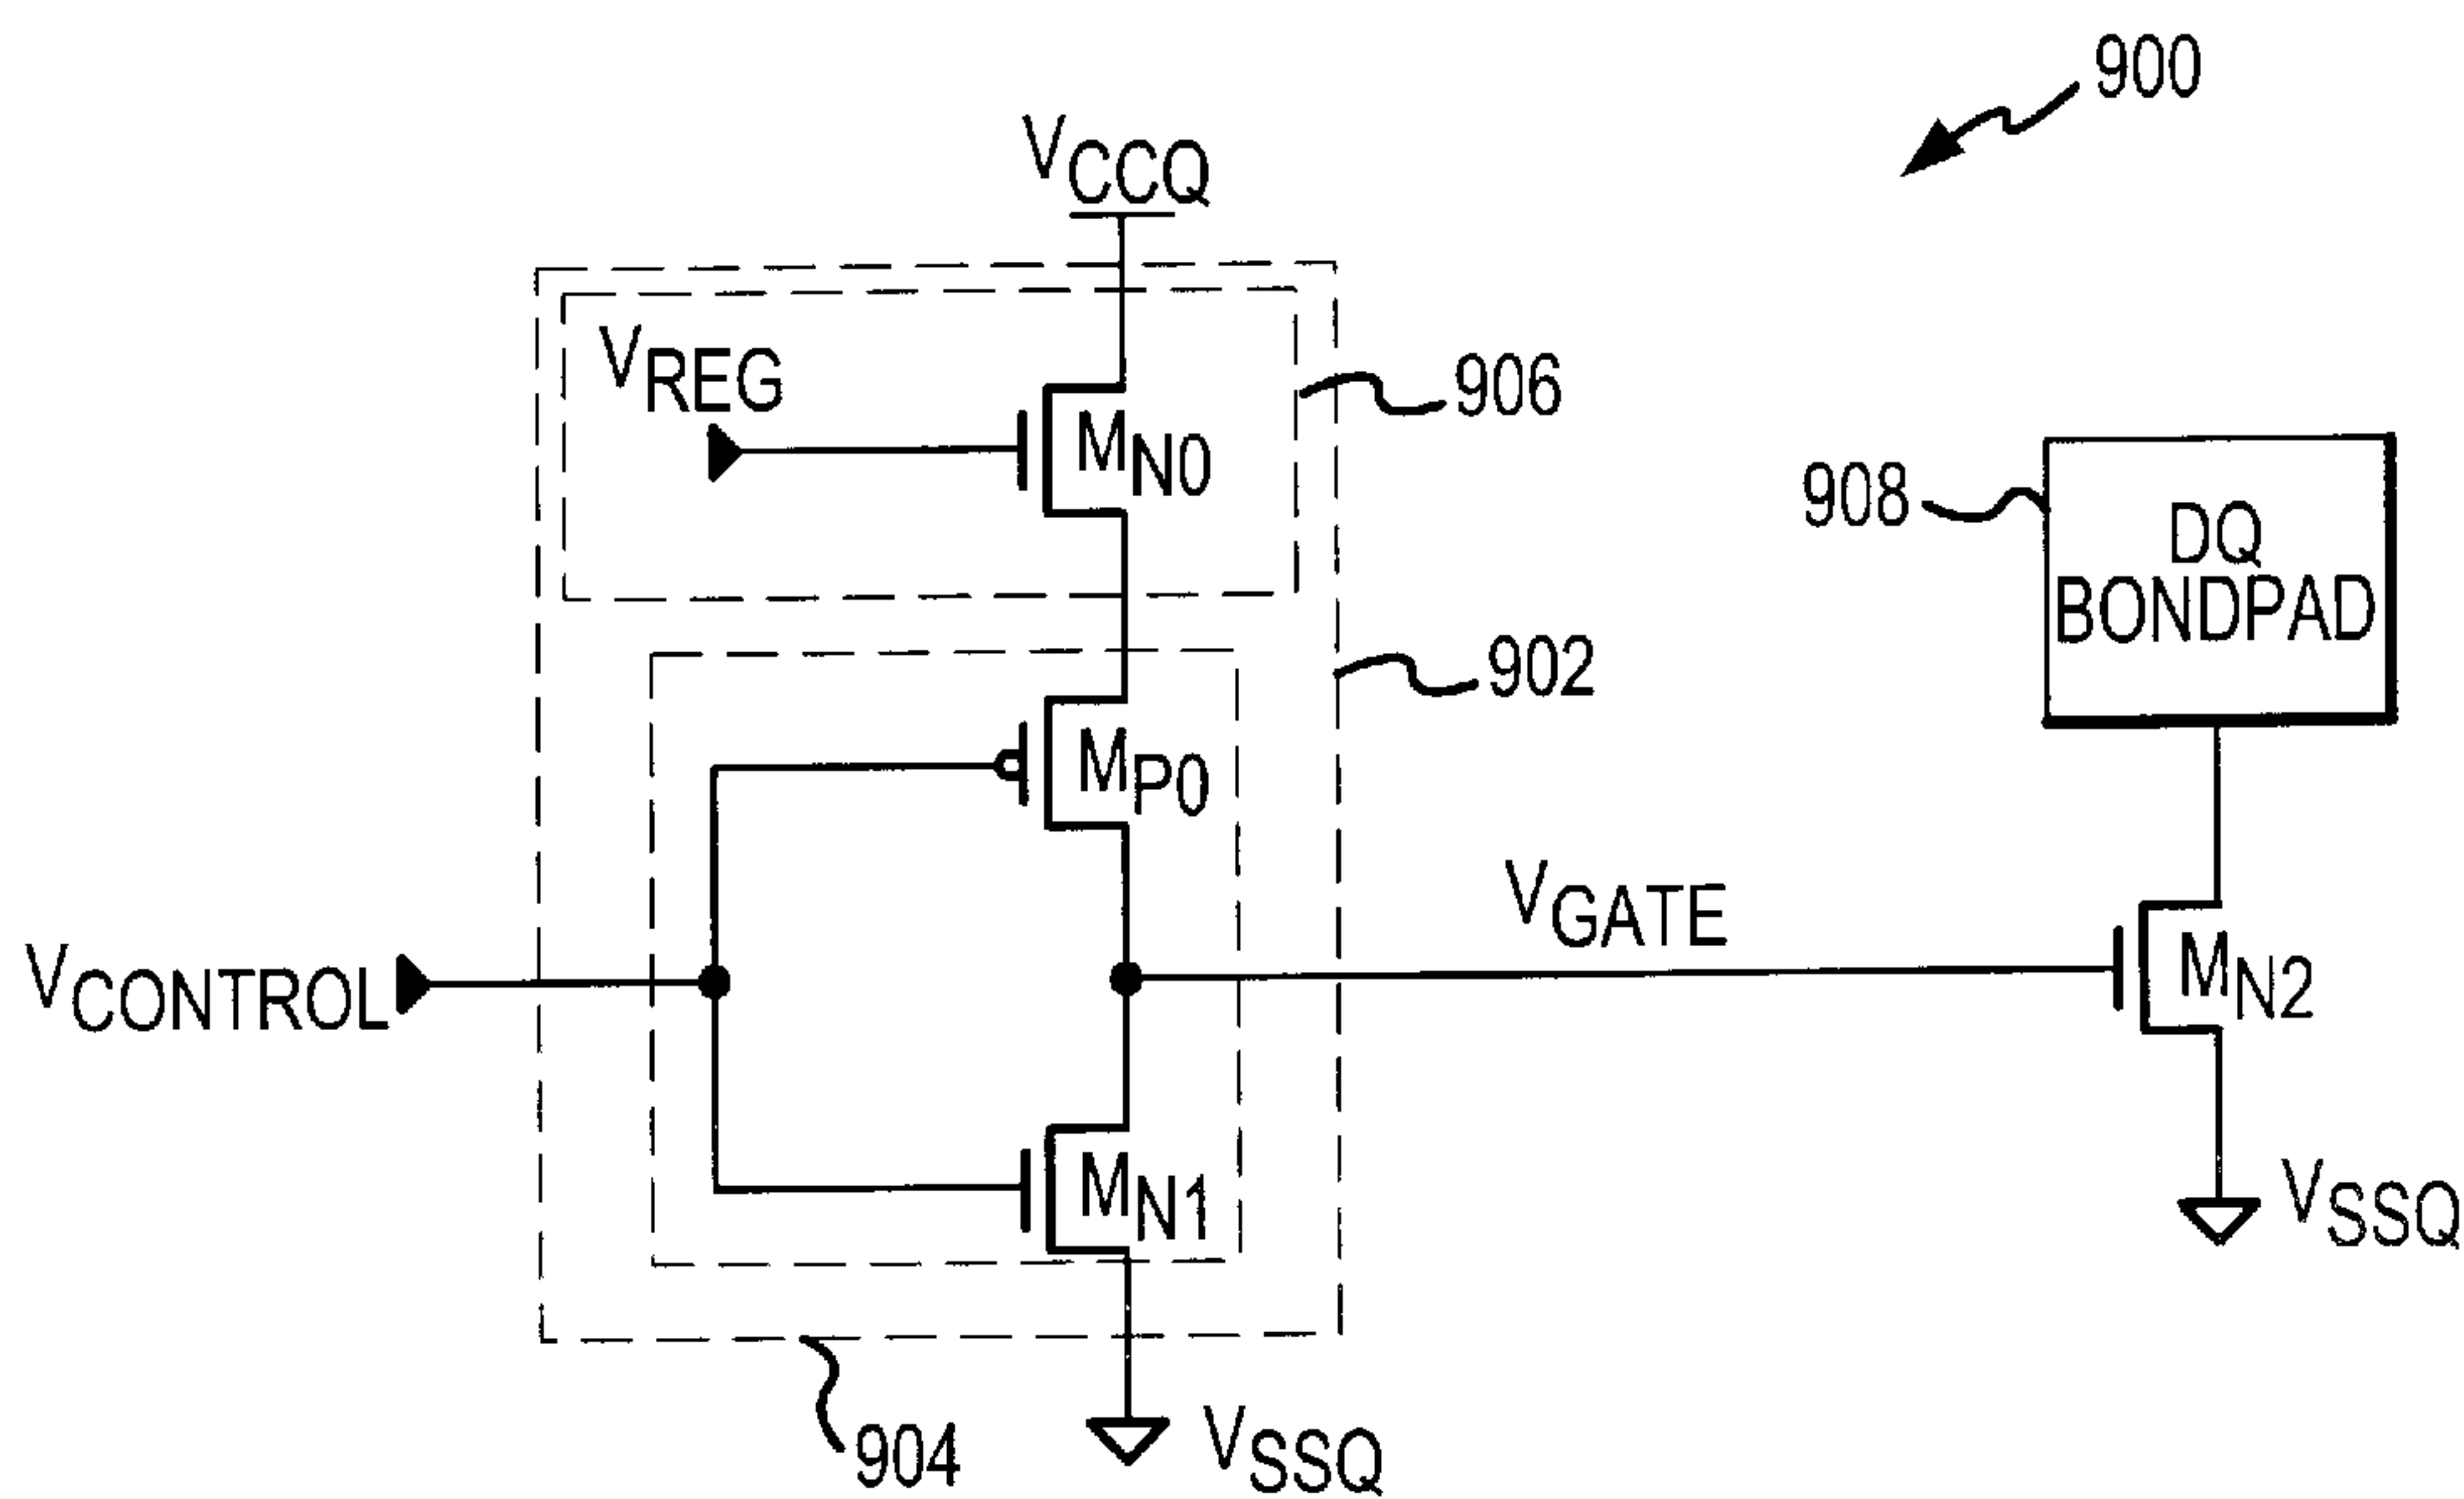 900
VCCQ
VREG
906
MN0
908
DQ
BONDPAD
902
MP0
VGATE
VCONTROL
MN2
MN1
VSSQ
904
VSSQ